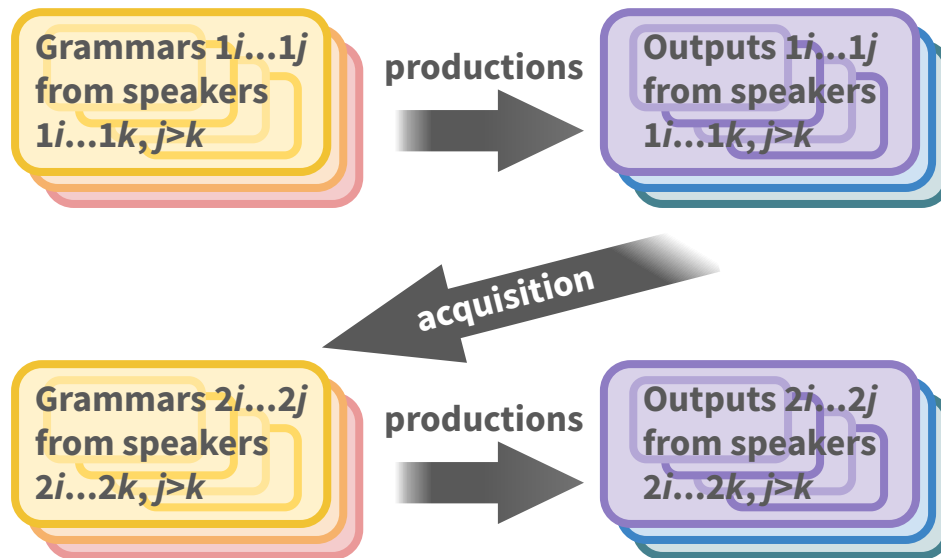 Grammars 1i...1j
from speakers
1i...1k, j>k
productions
Outputs 1i...1j
from speakers
1i...1k, j>k
acquisition
Grammars 2i...2j
from speakers
2i...2k, j>k
productions
Outputs 2i...2j
from speakers
2i...2k, j>k